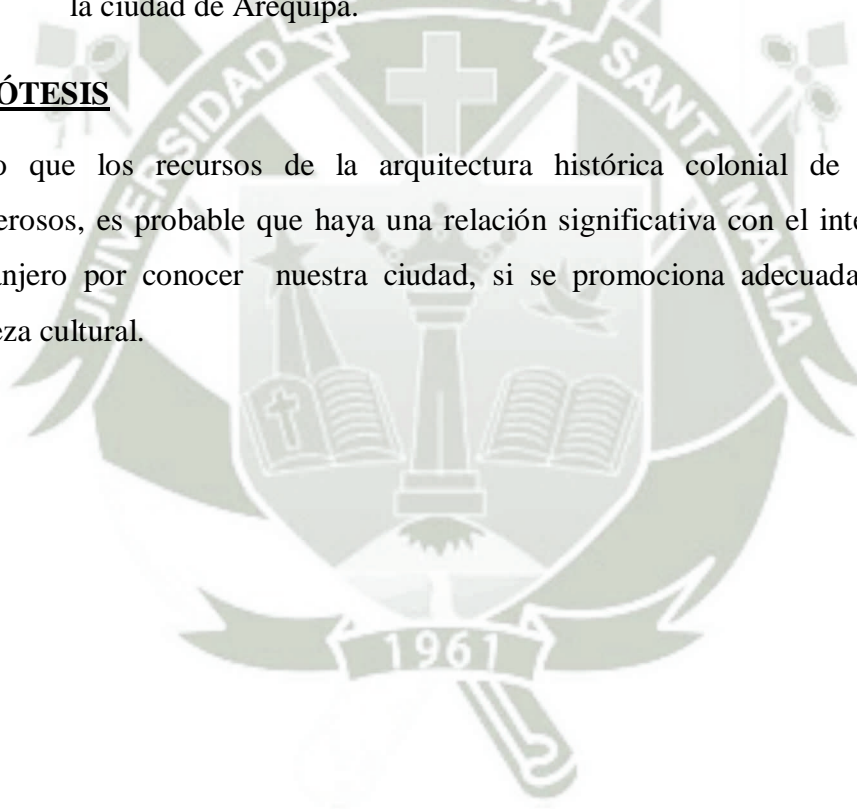 la ciudad de Arequipa.
ÓTESIS
o que los recursos de la arquitectura histórica colonial de
erosos, es probable que haya una relación significativa con el inte
anjero por conocer nuestra ciudad, si se promociona adecuada
eza cultural.
UNIVERSIDAD
SANTA MARIA
1961